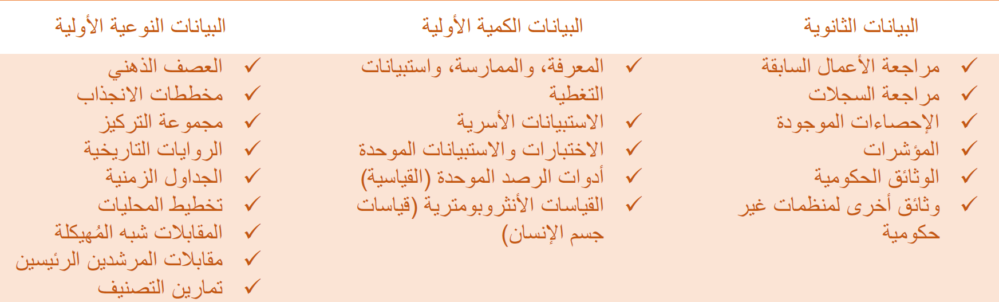 البيانات الثانوية
مراجعة الأعمال السابقة
مراجعة السجلات
الإحصاءات الموجودة
المؤشرات
الوثائق الحكومية
وثائق أخرى لمنظمات غير
حكومية
البيانات الكمية الأولية
المعرفة، والممارسة، واستبيانات
التغطية
الاستبيانات الأسرية
الاختبارات والاستبيانات الموحدة
أدوات الرصد الموحدة (القياسية)
القياسات الأنثروبومترية (قياسات
جسم الإنسان)
البيانات النوعية الأولية
العصف الذهني
مخططات الانجذاب
مجموعة التركيز
الروايات التاريخية
الجداول الزمنية
تخطيط المحليات
المقابلات شبه المُهيكلة
مقابلات المرشدين الرئيسين
تمارين التصنيف